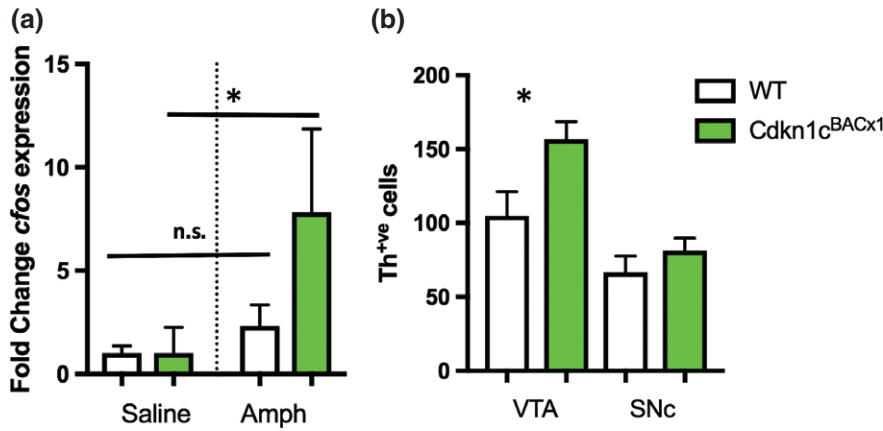 (a)
Fold Change cfos expression
15
10
5
0
*
n.s.
Saline
Amph
(b)
Th+ve cells
200
150
100
50
0
*
VTA
SNc
WT
Cdkn1cBACx1